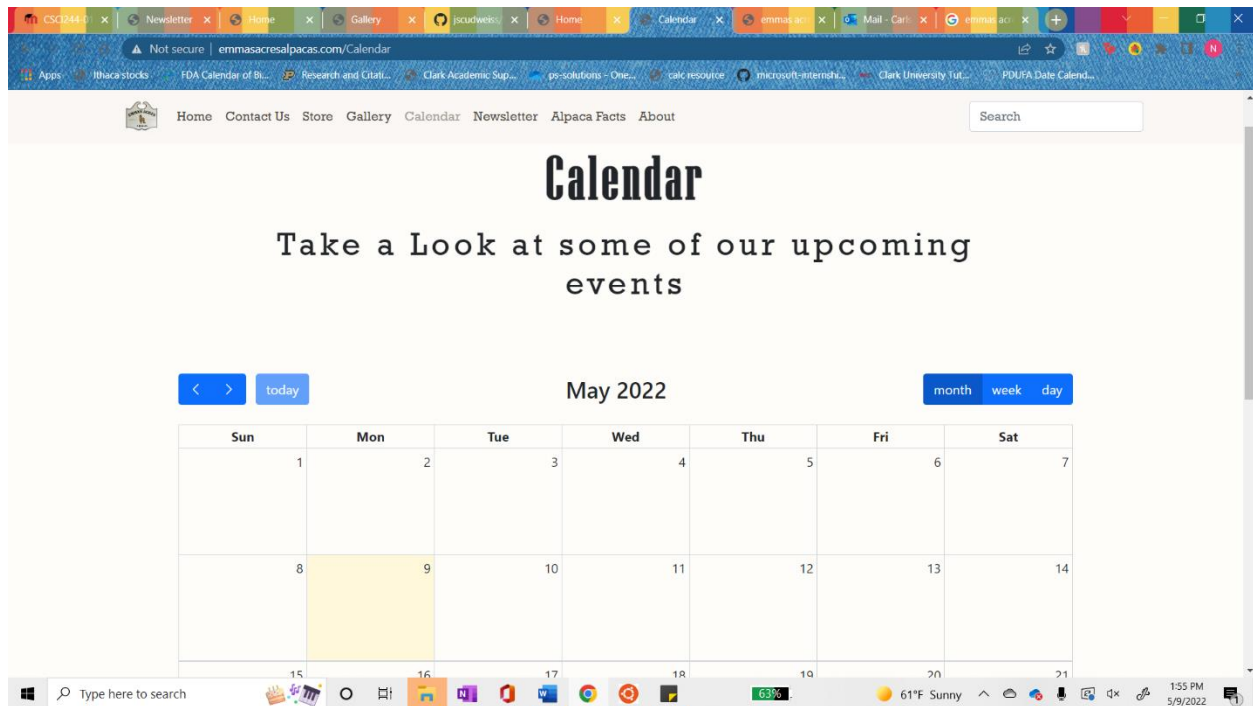 CSCI244-0 Newsletter Home Gallery jscudweiss Home Calendar emmas acr Mail - Carl emmas acr
Not secure | emmasacresalpacas.com/Calendar
Apps Ithaca stocks FDA Calendar of Bi... Research and Citati... Clark Academic Sup... ps-solutions - One... calc resource microsoft-internshi... Clark University Tut... PDUFA Date Calend...
Home Contact Us Store Gallery Calendar Newsletter Alpaca Facts About Search
Calendar
Take a Look at some of our upcoming
events
today May 2022 month week day
Sun Mon Tue Wed Thu Fri Sat
1 2 3 4 5 6 7
8 9 10 11 12 13 14
15 16 17 18 19 20 21
Type here to search 63% 61°F Sunny 1:55 PM
5/9/2022